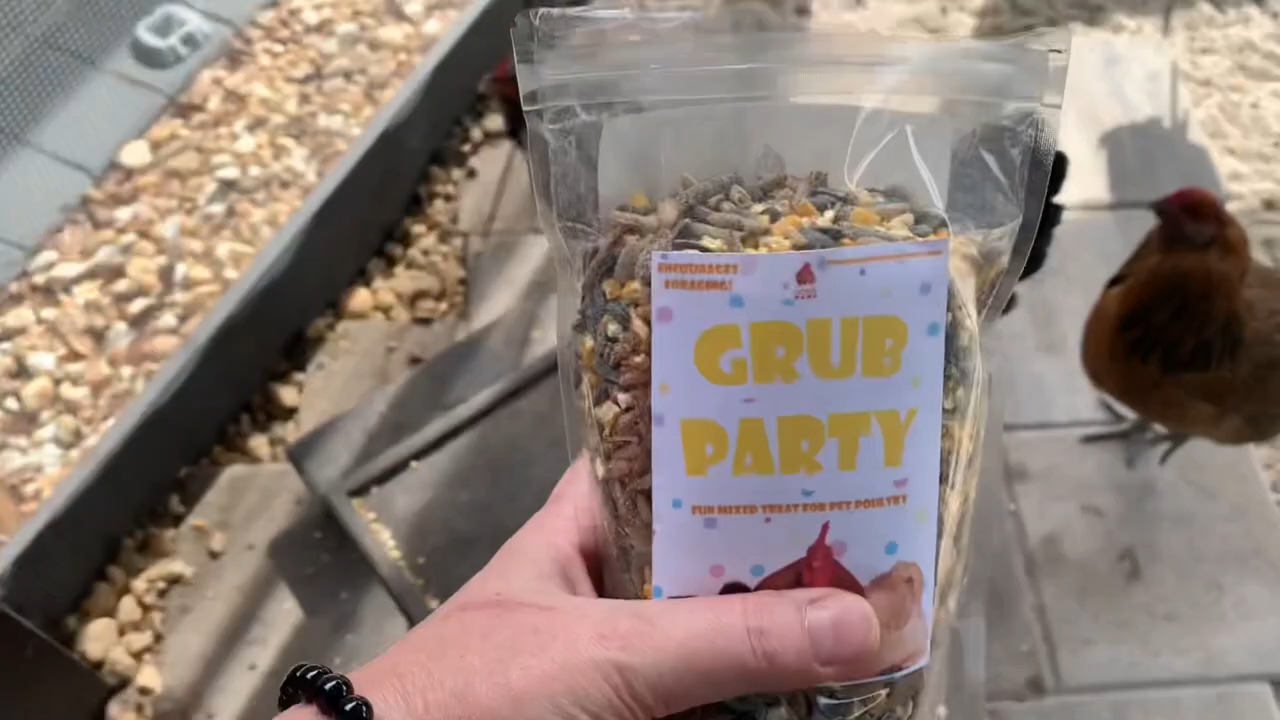 ENCOURAGES
FORAGING!
GRUB
PARTY
FUN MIXED TREAT FOR PET POULTRY